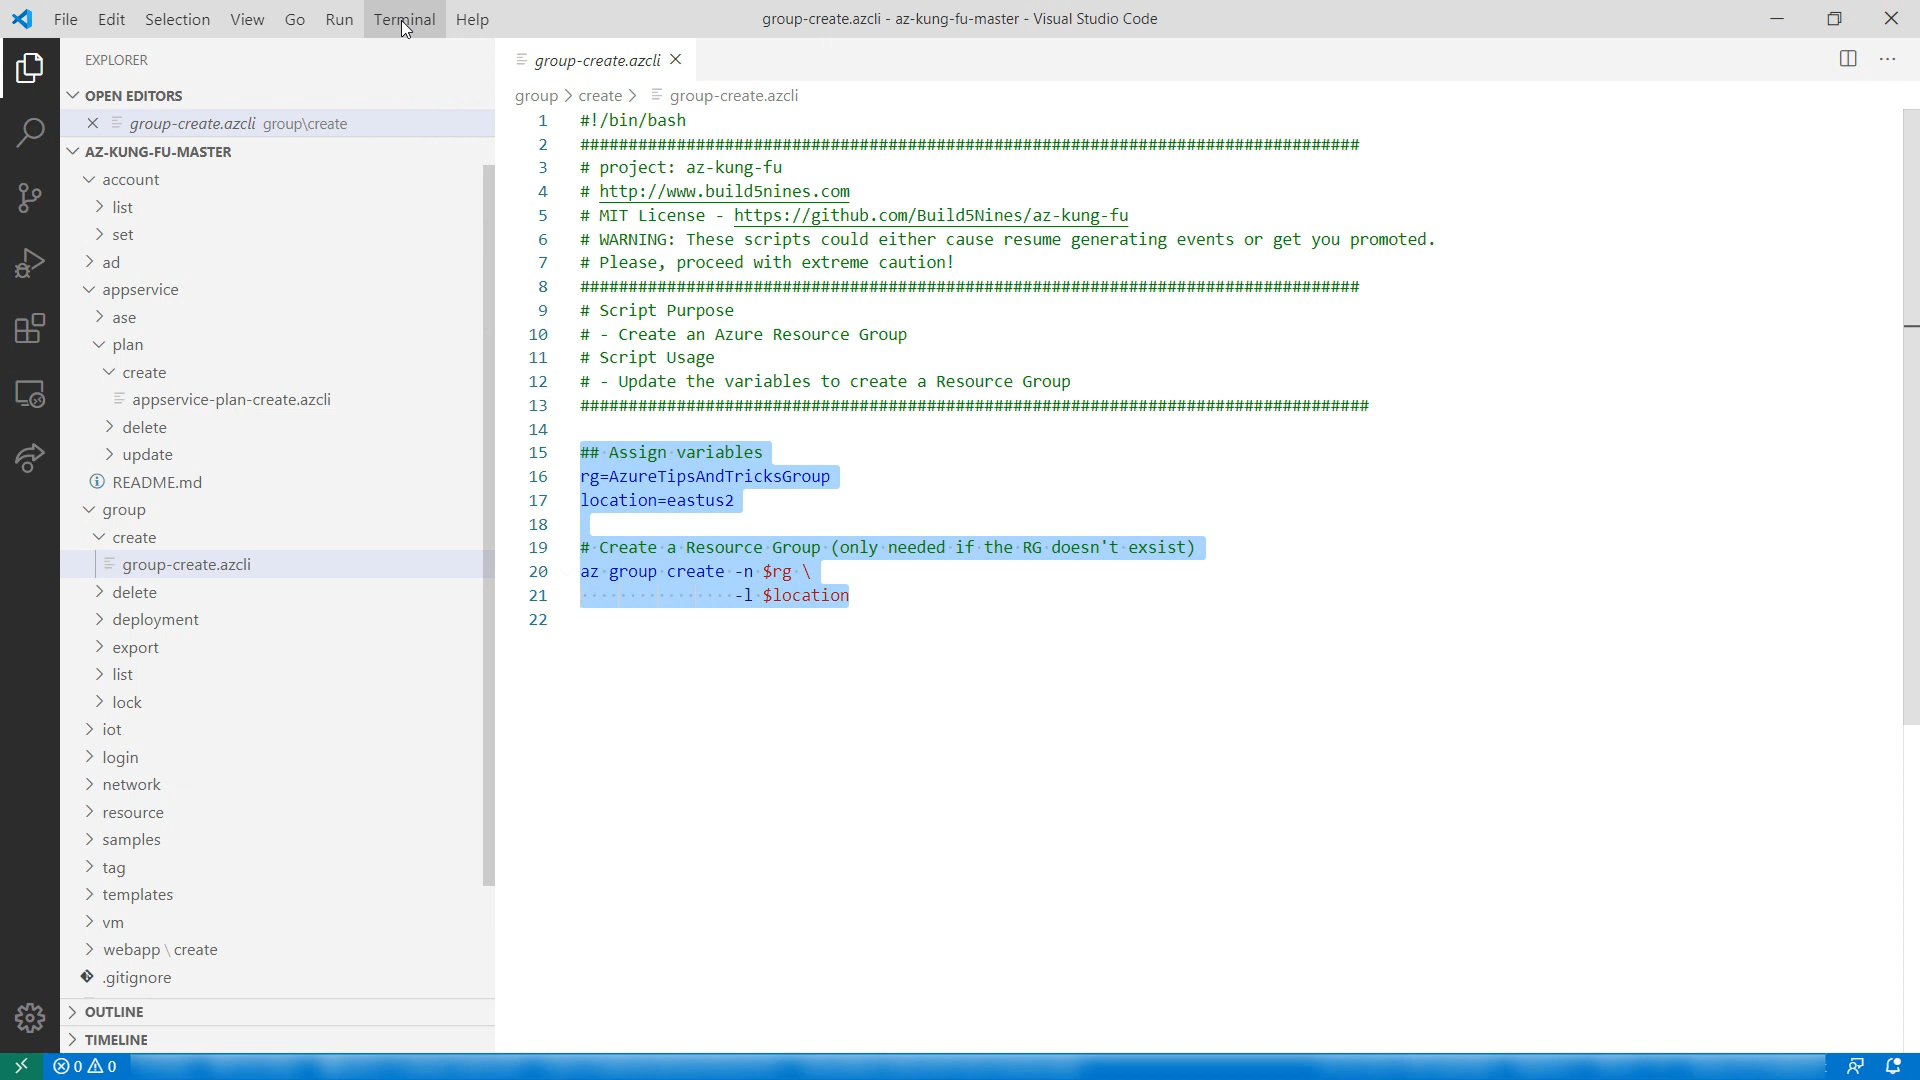 File Edit Selection View Go Run Terminal Help
group-create.azcli - az-kung-fu-master - Visual Studio Code
EXPLORER
OPEN EDITORS
group-create.azcli group\create
AZ-KUNG-FU-MASTER
account
list
set
ad
appservice
ase
plan
create
appservice-plan-create.azcli
delete
update
README.md
group
create
group-create.azcli
delete
deployment
export
list
lock
iot
login
network
resource
samples
tag
templates
vm
webapp \ create
.gitignore
OUTLINE
TIMELINE
group-create.azcli
group > create > group-create.azcli
1 #!/bin/bash
2 #################################################################################
3 # project: az-kung-fu
4 # http://www.build5nines.com
5 # MIT License - https://github.com/Build5Nines/az-kung-fu
6 # WARNING: These scripts could either cause resume generating events or get you promoted.
7 # Please, proceed with extreme caution!
8 #################################################################################
9 # Script Purpose
10 # - Create an Azure Resource Group
11 # Script Usage
12 # - Update the variables to create a Resource Group
13 ##################################################################################
14
15 ## Assign variables
16 rg=AzureTipsAndTricksGroup
17 location=eastus2
18
19 # Create a Resource Group (only needed if the RG doesn't exsist)
20 az group create -n $rg \
21 -l $location
22
0 0